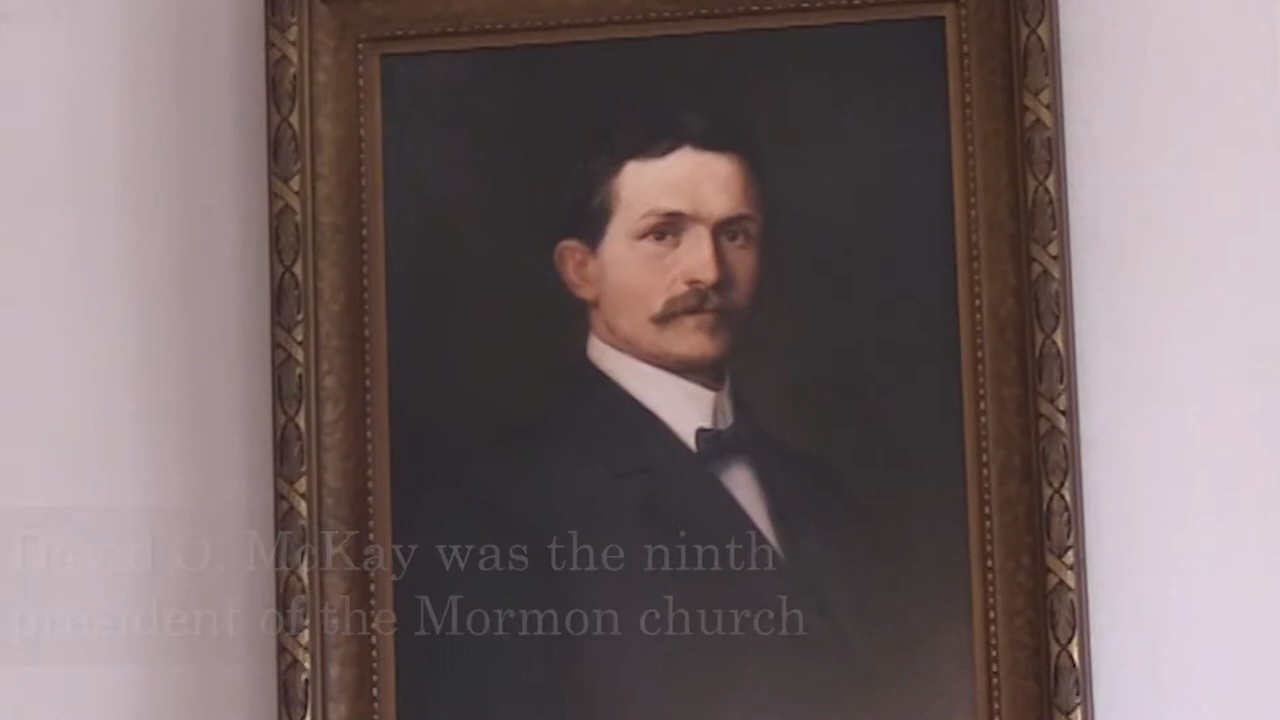 David O. McKay was the ninth
president of the Mormon church